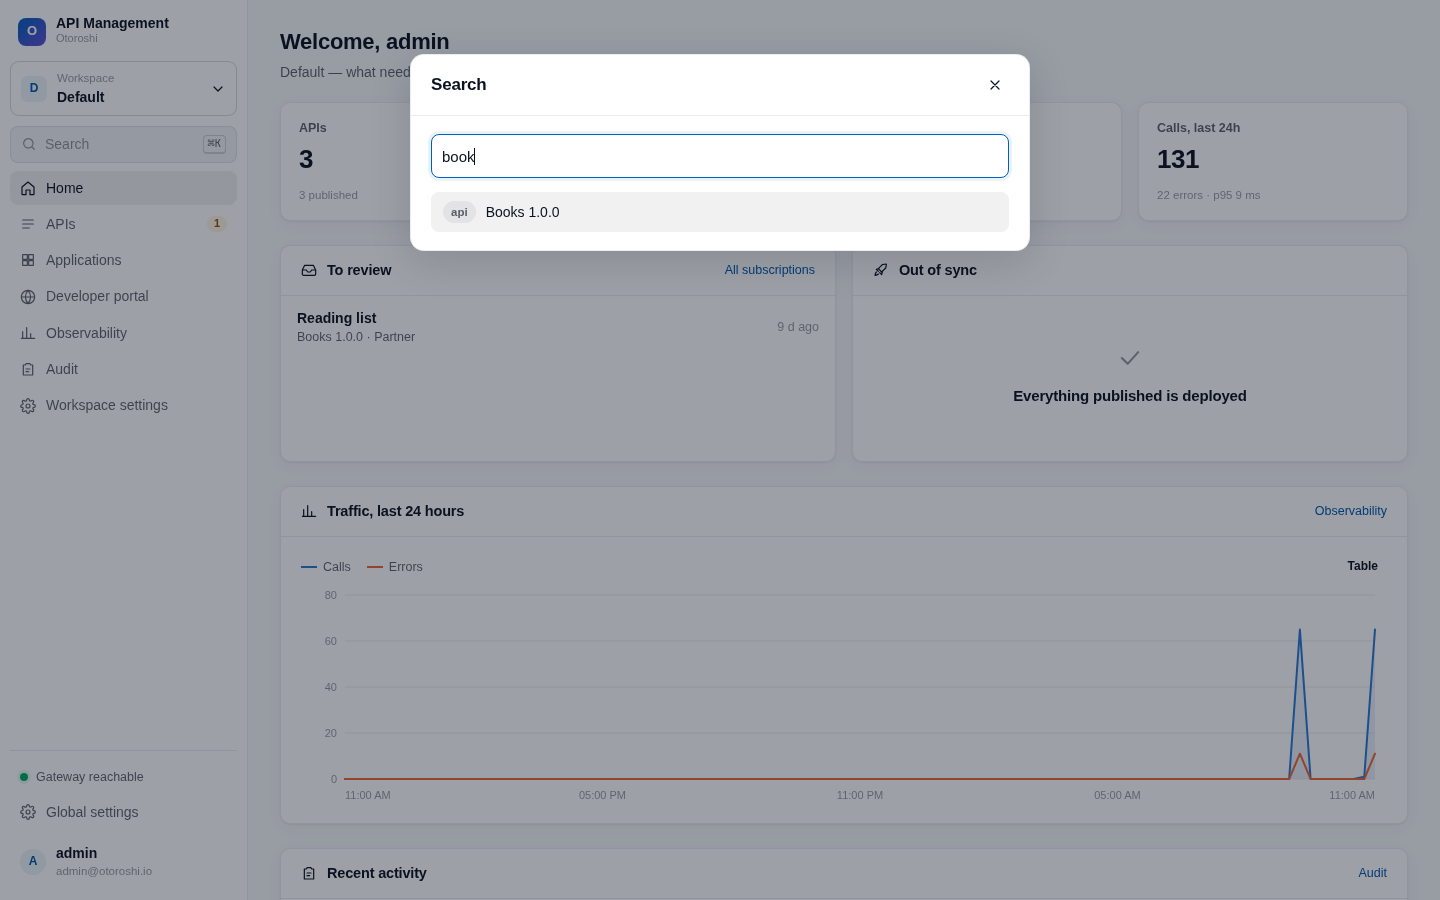 API Management
Otoroshi
O
D
Workspace
Default
Search
⌘K
Home
APIs
1
Applications
Developer portal
Observability
Audit
Workspace settings
Gateway reachable
Global settings
A
admin
admin@otoroshi.io
Welcome, admin
Default — what need
APIs
3
3 published
Calls, last 24h
131
22 errors · p95 9 ms
Search
book
api
Books 1.0.0
To review
All subscriptions
Reading list
Books 1.0.0 · Partner
9 d ago
Out of sync
Everything published is deployed
Traffic, last 24 hours
Observability
Calls
Errors
Table
80
60
40
20
0
11:00 AM
05:00 PM
11:00 PM
05:00 AM
11:00 AM
Recent activity
Audit